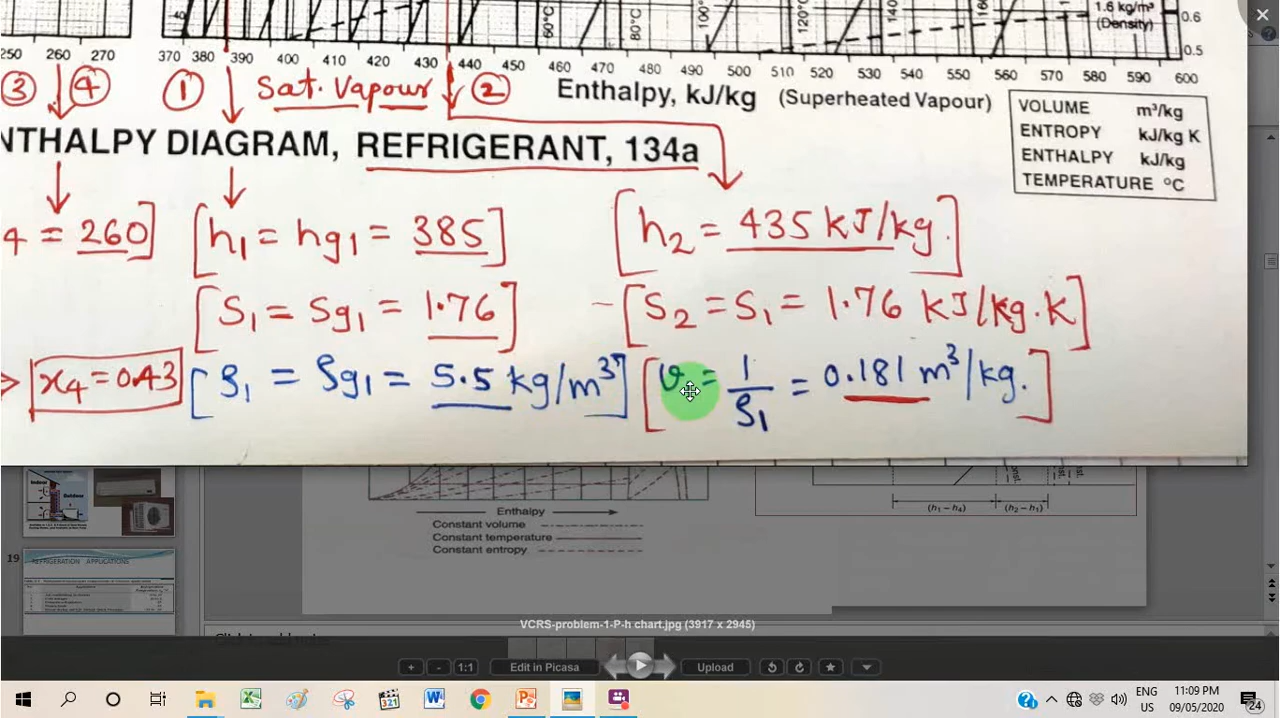 1.6 kg/m³
(Density)
0.6
0.5
60°C
80°C
100°
120°C
140
250 260 270 370 380 390 400 410 420 430 440 450 460 470 480 490 500 510 520 530 540 550 560 570 580 590 600
③ ④ ① Sat. Vapour ② Enthalpy, kJ/kg (Superheated Vapour)
VOLUME m³/kg
ENTROPY kJ/kg K
ENTHALPY kJ/kg
TEMPERATURE °C
NTHALPY DIAGRAM, REFRIGERANT, 134a
4 = 260] [h1 = hg1 = 385] [h2 = 435 kJ/kg.]
[S1 = Sg1 = 1.76] [S2 = S1 = 1.76 kJ/kg.K]
x4 = 0.43 [ρ1 = ρg1 = 5.5 kg/m³] [v = 1/ρ1 = 0.181 m³/kg.]
Indoor
Outdoor
19
REFRIGERATION APPLICATIONS
Enthalpy
Constant volume
Constant temperature
Constant entropy
(h₁ − h₄) (h₂ − h₁)
VCRS-problem-1-P-h chart.jpg (3917 x 2945)
+ - 1:1 Edit in Picasa Upload
ENG
US
11:09 PM
09/05/2020
24